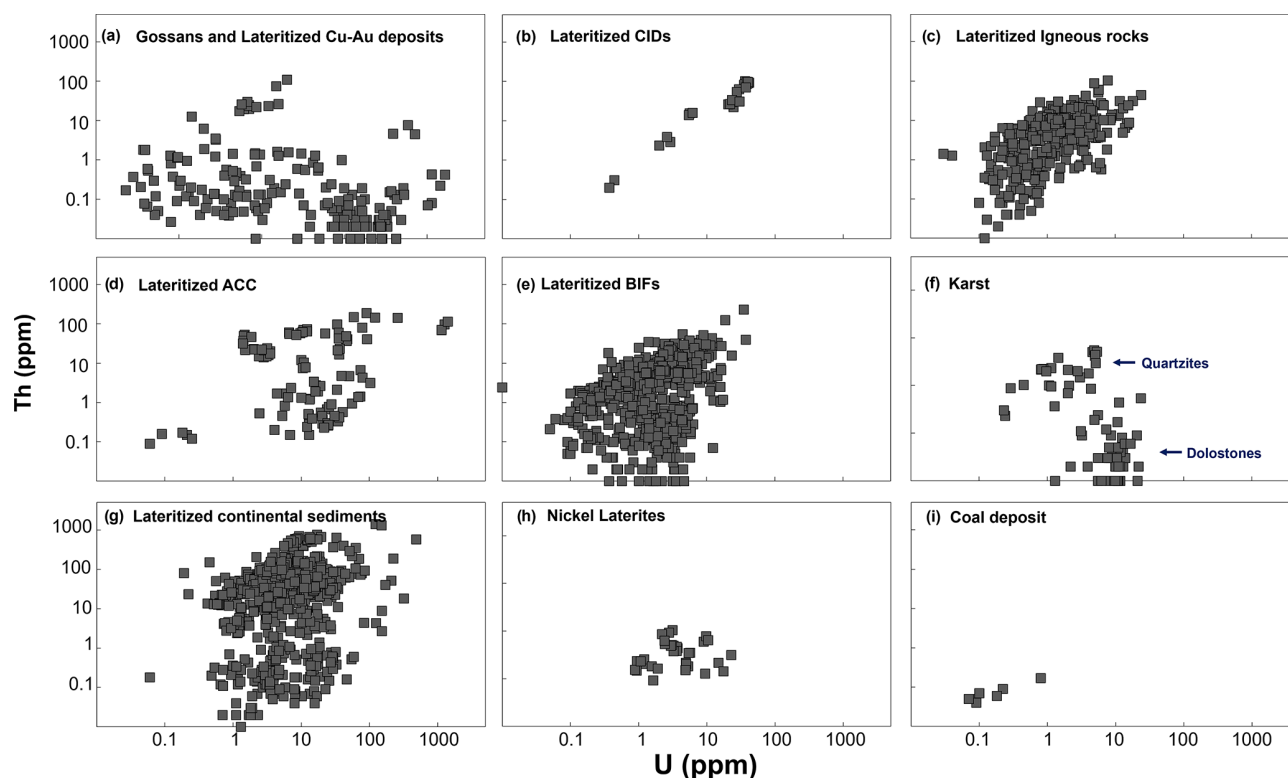 (a) Gossans and Lateritized Cu-Au deposits
(b) Lateritized CIDs
(c) Lateritized Igneous rocks
1000
100
10
1
0.1
(d) Lateritized ACC
(e) Lateritized BIFs
(f) Karst
1000
100
10
1
0.1
Th (ppm)
Quartzites
Dolostones
(g) Lateritized continental sediments
(h) Nickel Laterites
(i) Coal deposit
1000
100
10
1
0.1
0.1 1 10 100 1000
0.1 1 10 100 1000
0.1 1 10 100 1000
U (ppm)